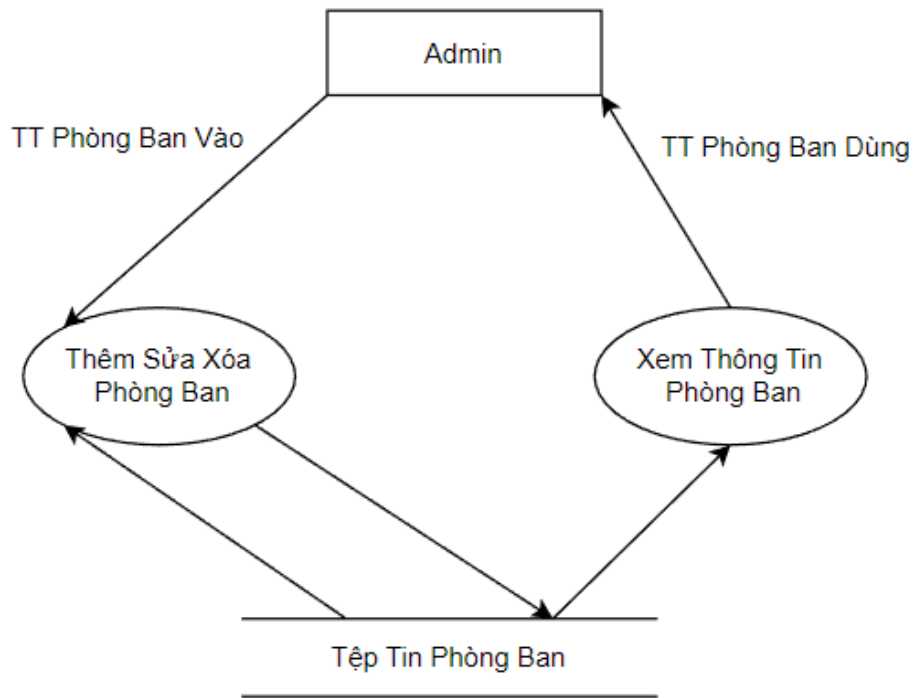 Admin
TT Phòng Ban Vào
TT Phòng Ban Dùng
Thêm Sửa Xóa
Phòng Ban
Xem Thông Tin
Phòng Ban
Tệp Tin Phòng Ban